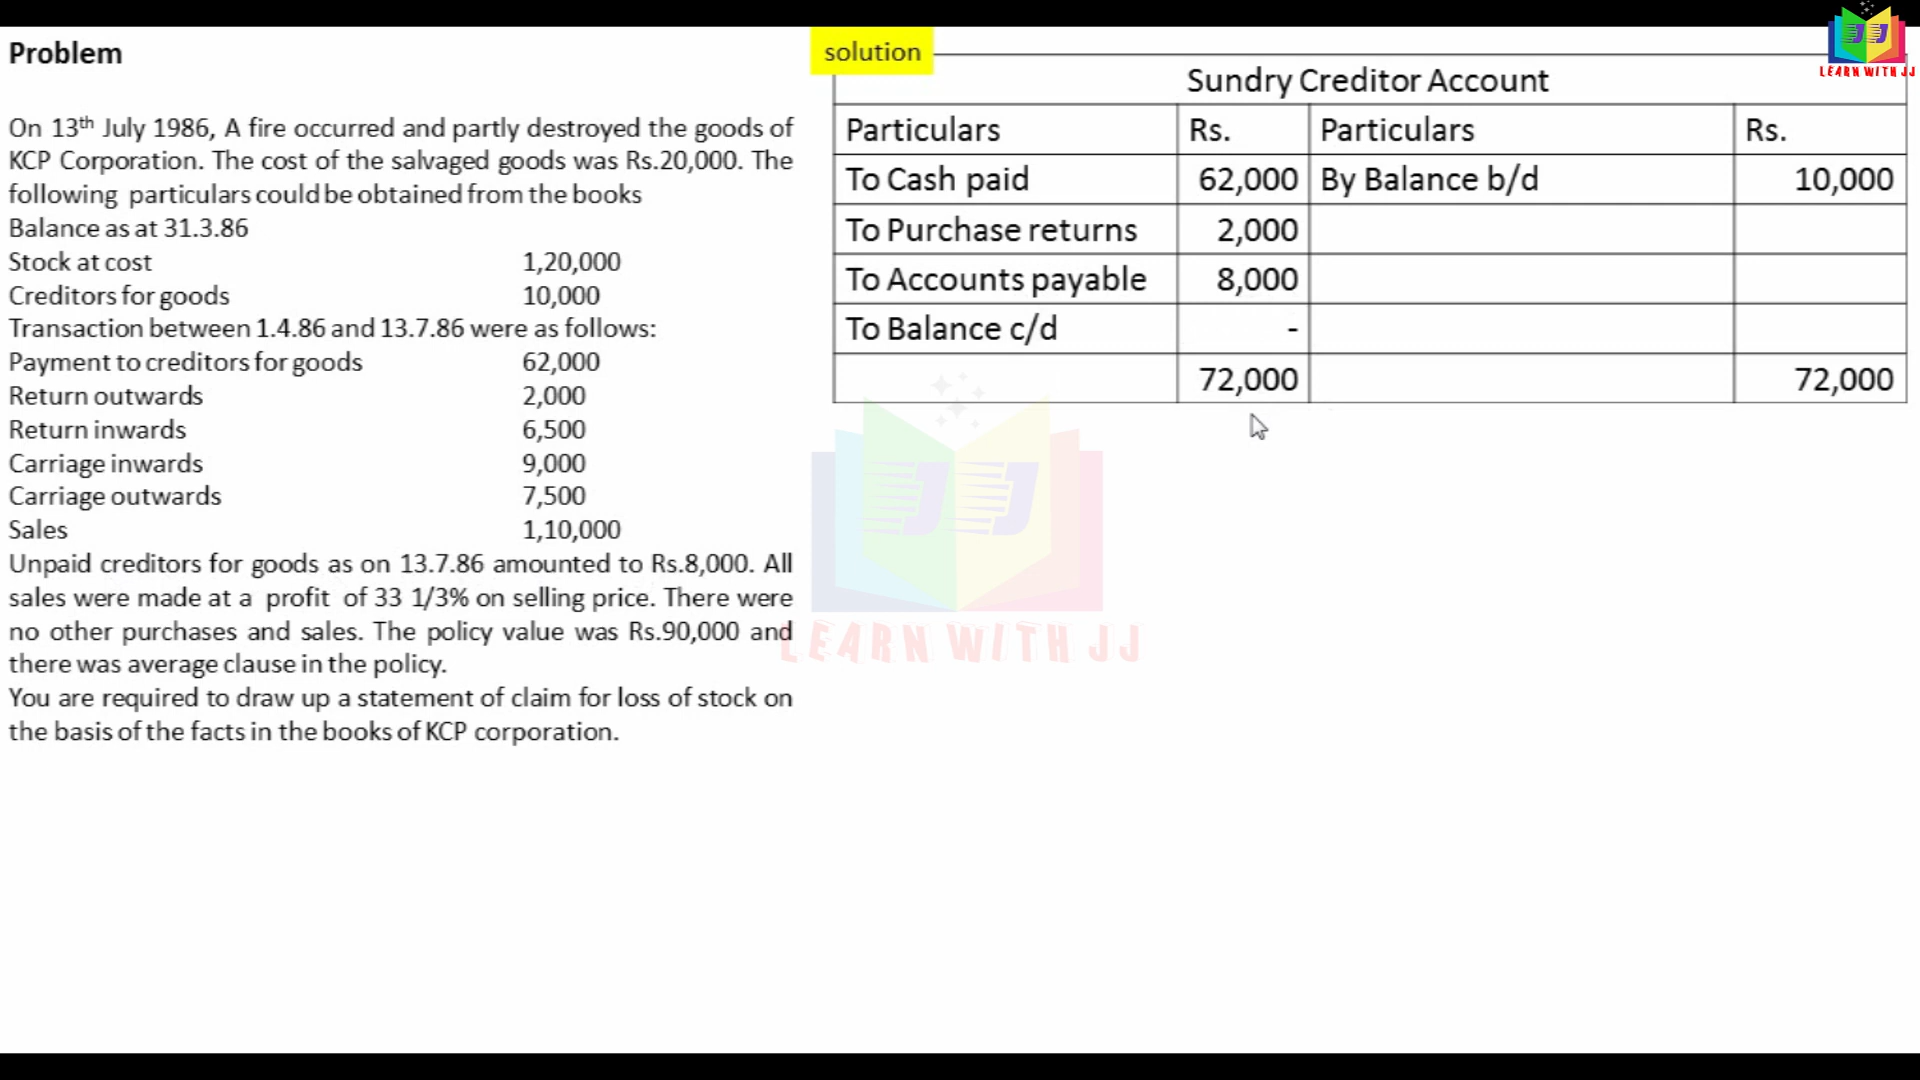 Problem
On 13th July 1986, A fire occurred and partly destroyed the goods of
KCP Corporation. The cost of the salvaged goods was Rs.20,000. The
following particulars could be obtained from the books
Balance as at 31.3.86
Stock at cost 1,20,000
Creditors for goods 10,000
Transaction between 1.4.86 and 13.7.86 were as follows:
Payment to creditors for goods 62,000
Return outwards 2,000
Return inwards 6,500
Carriage inwards 9,000
Carriage outwards 7,500
Sales 1,10,000
Unpaid creditors for goods as on 13.7.86 amounted to Rs.8,000. All
sales were made at a profit of 33 1/3% on selling price. There were
no other purchases and sales. The policy value was Rs.90,000 and
there was average clause in the policy.
You are required to draw up a statement of claim for loss of stock on
the basis of the facts in the books of KCP corporation.
solution
Sundry Creditor Account
Particulars Rs. Particulars Rs.
To Cash paid 62,000 By Balance b/d 10,000
To Purchase returns 2,000
To Accounts payable 8,000
To Balance c/d -
72,000 72,000
JJ
LEARN WITH JJ
JJ
LEARN WITH JJ